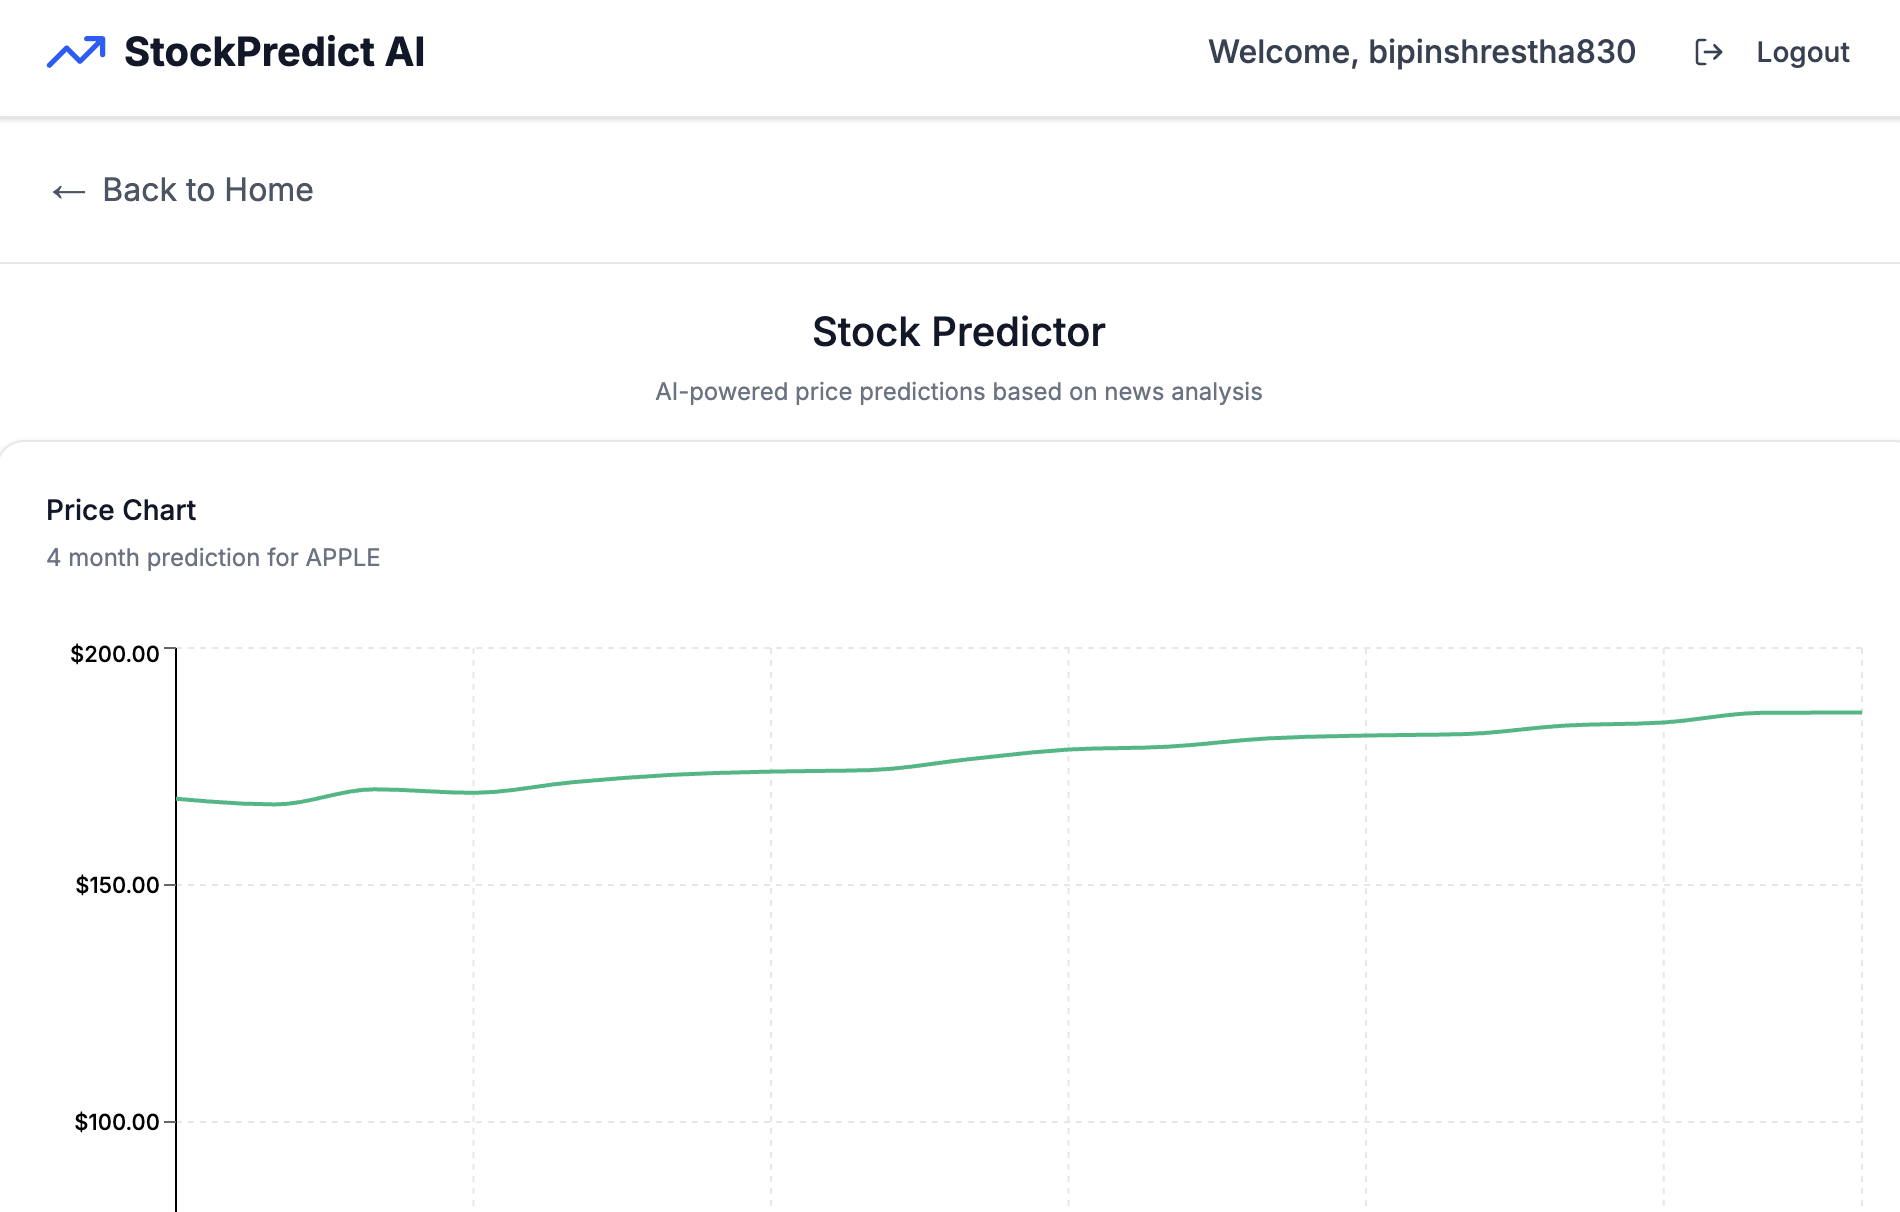 StockPredict AI
Welcome, bipinshrestha830
Logout
← Back to Home
Stock Predictor
AI-powered price predictions based on news analysis
Price Chart
4 month prediction for APPLE
$200.00
$150.00
$100.00